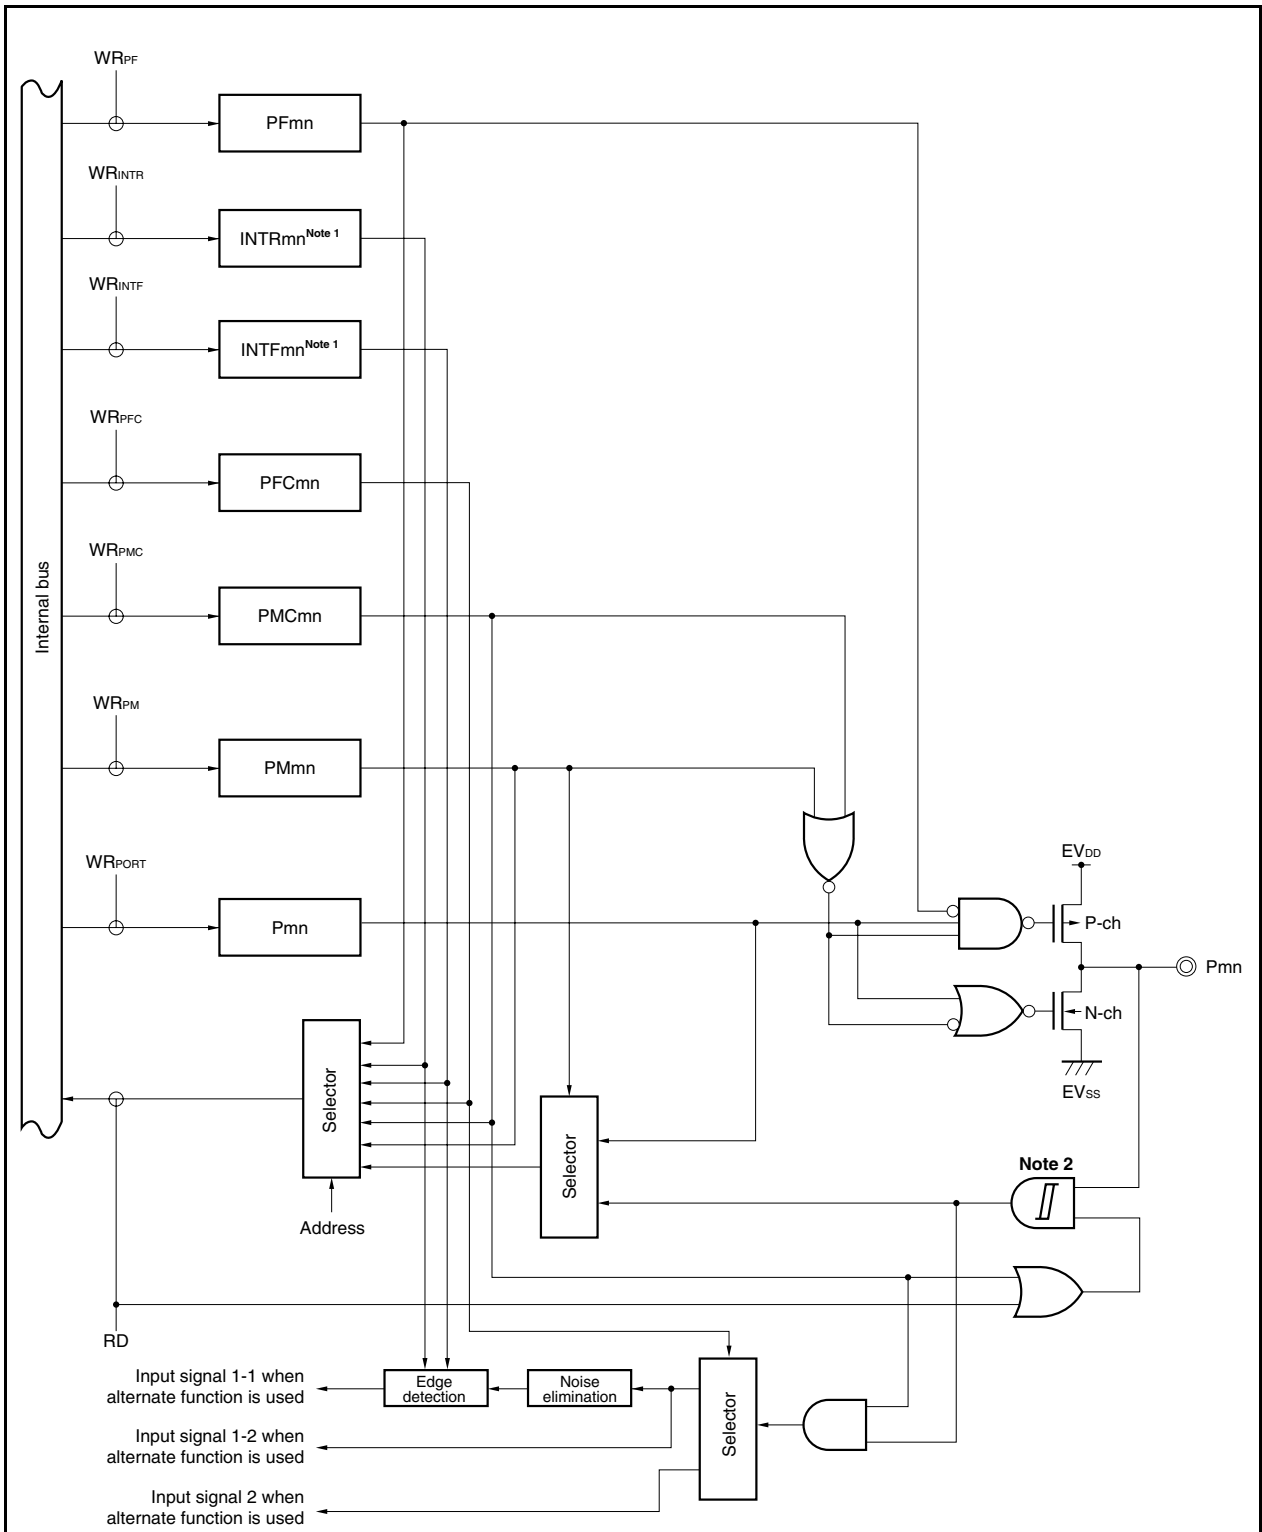 WRPF
PFmn
WRINTR
INTRmnNote 1
WRINTF
INTFmnNote 1
WRPFC
PFCmn
WRPMC
PMCmn
Internal bus
WRPM
PMmn
WRPORT
Pmn
EVDD
P-ch
Pmn
N-ch
EVSS
Selector
Selector
Note 2
Address
RD
Input signal 1-1 when
alternate function is used
Edge
detection
Noise
elimination
Selector
Input signal 1-2 when
alternate function is used
Input signal 2 when
alternate function is used